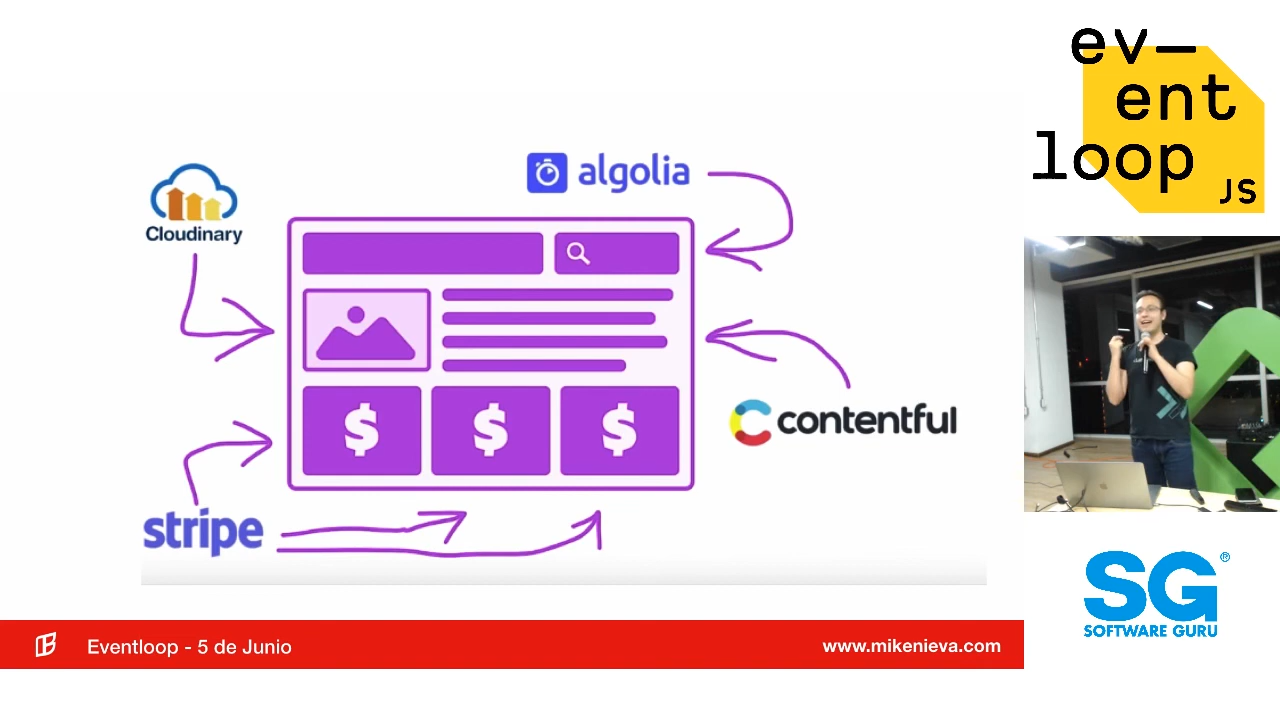 Cloudinary
algolia
$ $ $
contentful
stripe
Eventloop - 5 de Junio
www.mikenieva.com
ev—
ent
loop
JS
SG®
SOFTWARE GURU